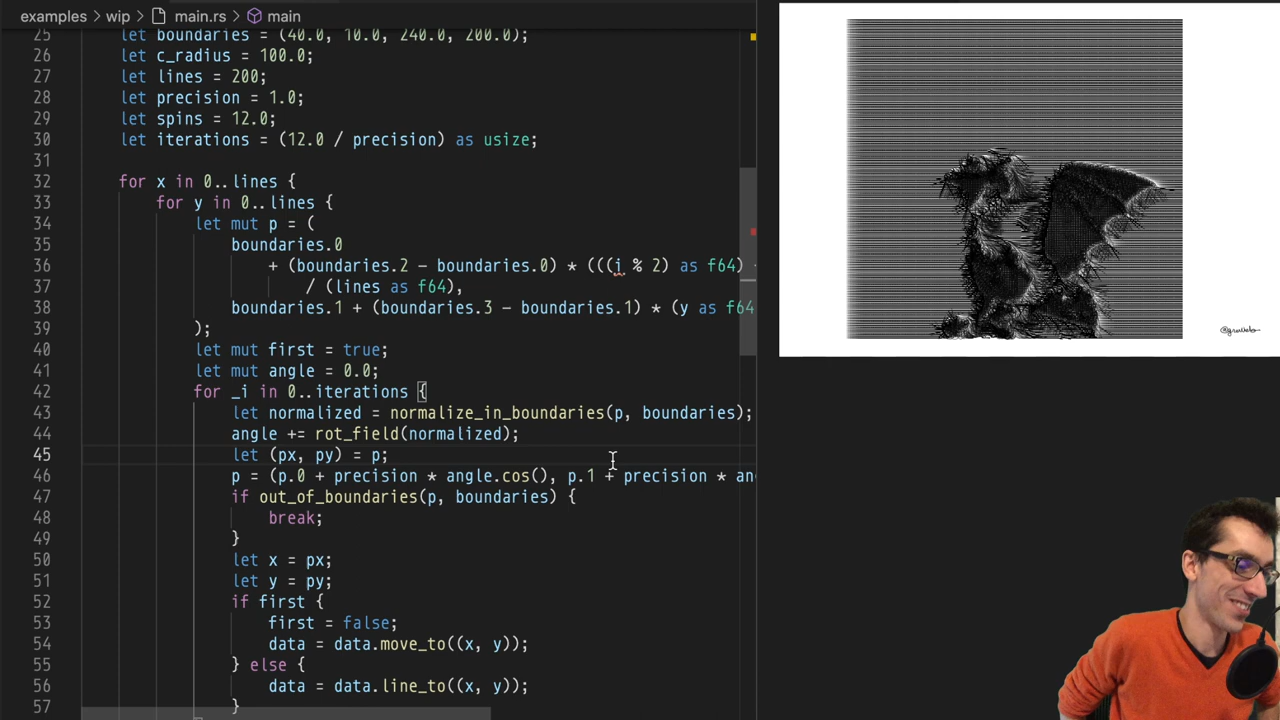 examples > wip > main.rs > main
25 let boundaries = (40.0, 10.0, 240.0, 200.0);
26 let c_radius = 100.0;
27 let lines = 200;
28 let precision = 1.0;
29 let spins = 12.0;
30 let iterations = (12.0 / precision) as usize;
31
32 for x in 0..lines {
33 for y in 0..lines {
34 let mut p = (
35 boundaries.0
36 + (boundaries.2 - boundaries.0) * (((i % 2) as f64)
37 / (lines as f64),
38 boundaries.1 + (boundaries.3 - boundaries.1) * (y as f64
39 );
40 let mut first = true;
41 let mut angle = 0.0;
42 for _i in 0..iterations {
43 let normalized = normalize_in_boundaries(p, boundaries);
44 angle += rot_field(normalized);
45 let (px, py) = p;
46 p = (p.0 + precision * angle.cos(), p.1 + precision * an
47 if out_of_boundaries(p, boundaries) {
48 break;
49 }
50 let x = px;
51 let y = py;
52 if first {
53 first = false;
54 data = data.move_to((x, y));
55 } else {
56 data = data.line_to((x, y));
57 }